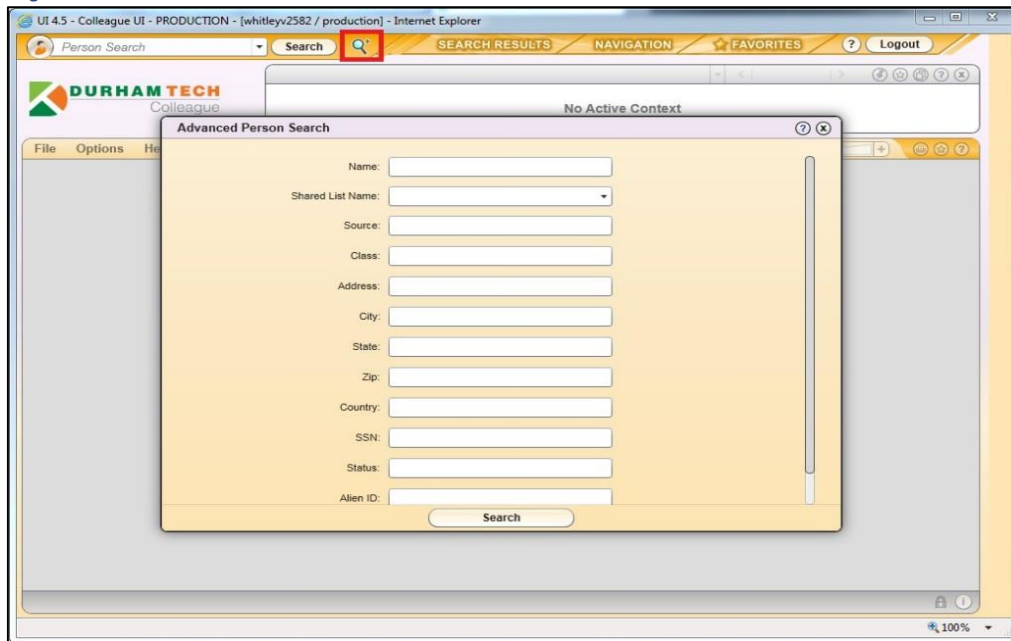 UI 4.5 - Colleague UI - PRODUCTION - [whitleyv2582 / production] - Internet Explorer
Person Search Search SEARCH RESULTS NAVIGATION FAVORITES ? Logout
DURHAM TECH
Colleague
No Active Context
Advanced Person Search
File Options He
Name:
Shared List Name:
Source:
Class:
Address:
City:
State:
Zip:
Country:
SSN:
Status:
Alien ID:
Search
100%